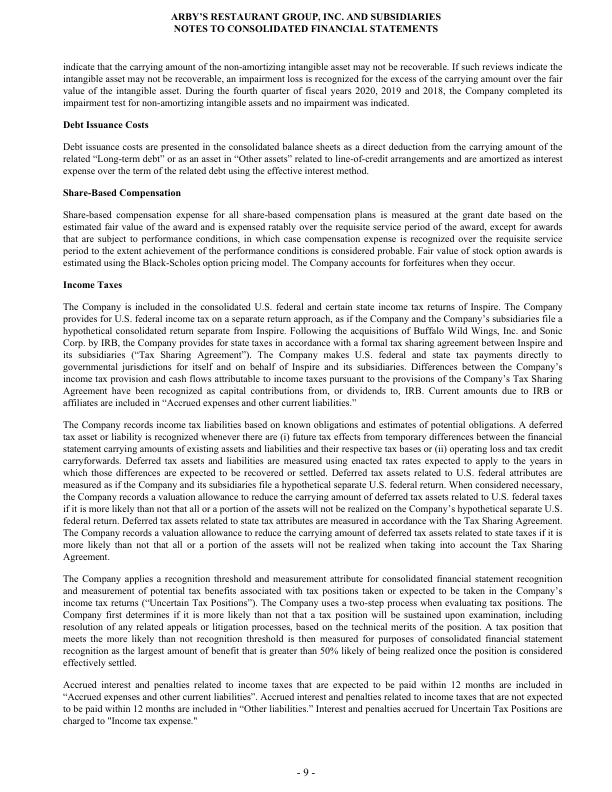 ARBY'S RESTAURANT GROUP, INC. AND SUBSIDIARIES
NOTES TO CONSOLIDATED FINANCIAL STATEMENTS
indicate that the carrying amount of the non-amortizing intangible asset may not be recoverable. If such reviews indicate the
intangible asset may not be recoverable, an impairment loss is recognized for the excess of the carrying amount over the fair
value of the intangible asset. During the fourth quarter of fiscal years 2020, 2019 and 2018, the Company completed its
impairment test for non-amortizing intangible assets and no impairment was indicated.
Debt Issuance Costs
Debt issuance costs are presented in the consolidated balance sheets as a direct deduction from the carrying amount of the
related “Long-term debt” or as an asset in “Other assets” related to line-of-credit arrangements and are amortized as interest
expense over the term of the related debt using the effective interest method.
Share-Based Compensation
Share-based compensation expense for all share-based compensation plans is measured at the grant date based on the
estimated fair value of the award and is expensed ratably over the requisite service period of the award, except for awards
that are subject to performance conditions, in which case compensation expense is recognized over the requisite service
period to the extent achievement of the performance conditions is considered probable. Fair value of stock option awards is
estimated using the Black-Scholes option pricing model. The Company accounts for forfeitures when they occur.
Income Taxes
The Company is included in the consolidated U.S. federal and certain state income tax returns of Inspire. The Company
provides for U.S. federal income tax on a separate return approach, as if the Company and the Company’s subsidiaries file a
hypothetical consolidated return separate from Inspire. Following the acquisitions of Buffalo Wild Wings, Inc. and Sonic
Corp. by IRB, the Company provides for state taxes in accordance with a formal tax sharing agreement between Inspire and
its subsidiaries (“Tax Sharing Agreement”). The Company makes U.S. federal and state tax payments directly to
governmental jurisdictions for itself and on behalf of Inspire and its subsidiaries. Differences between the Company’s
income tax provision and cash flows attributable to income taxes pursuant to the provisions of the Company’s Tax Sharing
Agreement have been recognized as capital contributions from, or dividends to, IRB. Current amounts due to IRB or
affiliates are included in “Accrued expenses and other current liabilities.”
The Company records income tax liabilities based on known obligations and estimates of potential obligations. A deferred
tax asset or liability is recognized whenever there are (i) future tax effects from temporary differences between the financial
statement carrying amounts of existing assets and liabilities and their respective tax bases or (ii) operating loss and tax credit
carryforwards. Deferred tax assets and liabilities are measured using enacted tax rates expected to apply to the years in
which those differences are expected to be recovered or settled. Deferred tax assets related to U.S. federal attributes are
measured as if the Company and its subsidiaries file a hypothetical separate U.S. federal return. When considered necessary,
the Company records a valuation allowance to reduce the carrying amount of deferred tax assets related to U.S. federal taxes
if it is more likely than not that all or a portion of the assets will not be realized on the Company’s hypothetical separate U.S.
federal return. Deferred tax assets related to state tax attributes are measured in accordance with the Tax Sharing Agreement.
The Company records a valuation allowance to reduce the carrying amount of deferred tax assets related to state taxes if it is
more likely than not that all or a portion of the assets will not be realized when taking into account the Tax Sharing
Agreement.
The Company applies a recognition threshold and measurement attribute for consolidated financial statement recognition
and measurement of potential tax benefits associated with tax positions taken or expected to be taken in the Company’s
income tax returns (“Uncertain Tax Positions”). The Company uses a two-step process when evaluating tax positions. The
Company first determines if it is more likely than not that a tax position will be sustained upon examination, including
resolution of any related appeals or litigation processes, based on the technical merits of the position. A tax position that
meets the more likely than not recognition threshold is then measured for purposes of consolidated financial statement
recognition as the largest amount of benefit that is greater than 50% likely of being realized once the position is considered
effectively settled.
Accrued interest and penalties related to income taxes that are expected to be paid within 12 months are included in
“Accrued expenses and other current liabilities”. Accrued interest and penalties related to income taxes that are not expected
to be paid within 12 months are included in “Other liabilities.” Interest and penalties accrued for Uncertain Tax Positions are
charged to "Income tax expense."
- 9 -